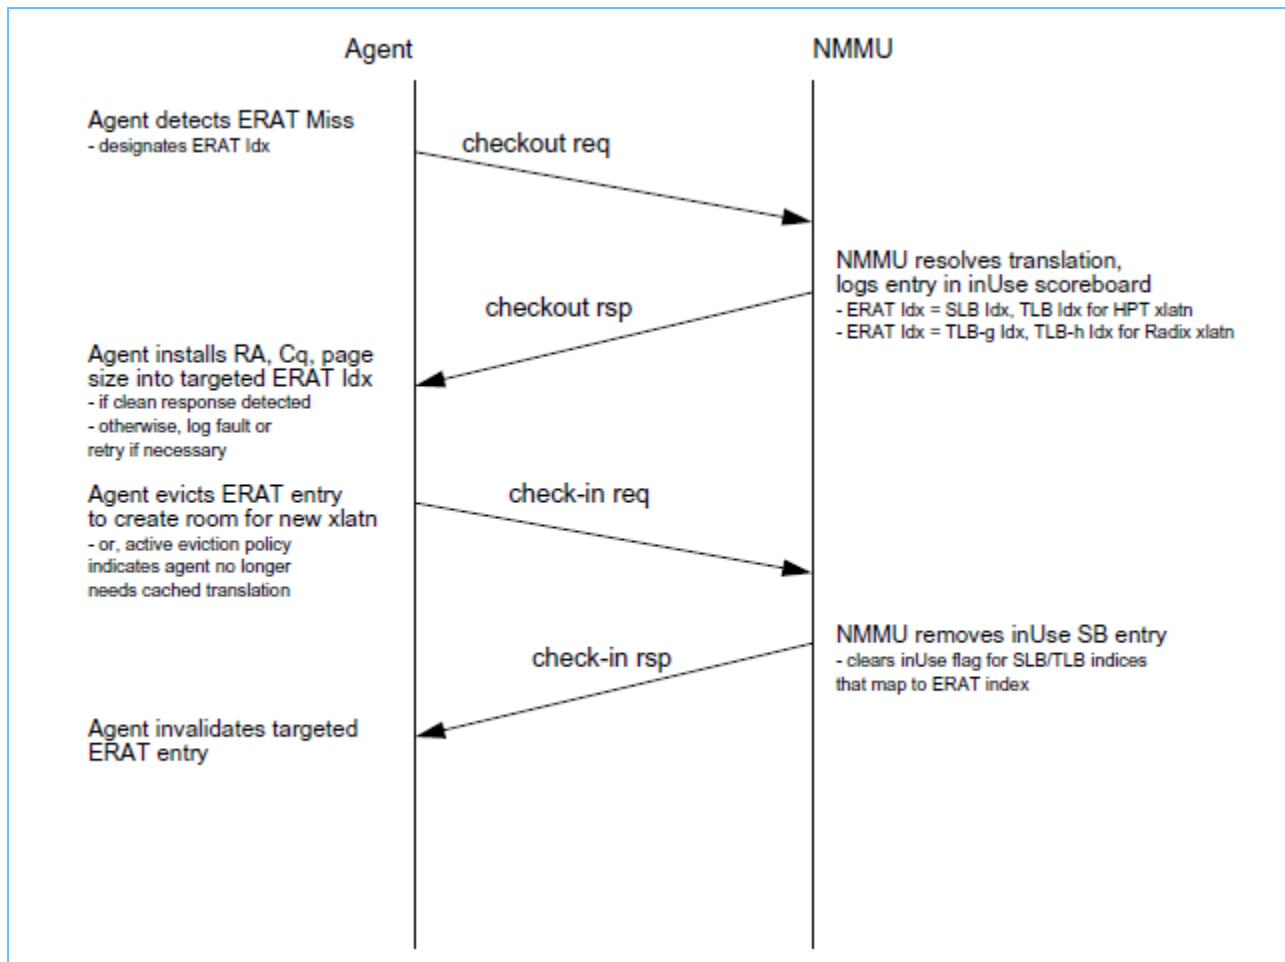 Agent
NMMU
Agent detects ERAT Miss
- designates ERAT Idx
checkout req
NMMU resolves translation,
logs entry in inUse scoreboard
- ERAT Idx = SLB Idx, TLB Idx for HPT xlatn
- ERAT Idx = TLB-g Idx, TLB-h Idx for Radix xlatn
checkout rsp
Agent installs RA, Cq, page
size into targeted ERAT Idx
- if clean response detected
- otherwise, log fault or
retry if necessary
Agent evicts ERAT entry
to create room for new xlatn
- or, active eviction policy
indicates agent no longer
needs cached translation
check-in req
NMMU removes inUse SB entry
- clears inUse flag for SLB/TLB indices
that map to ERAT index
check-in rsp
Agent invalidates targeted
ERAT entry